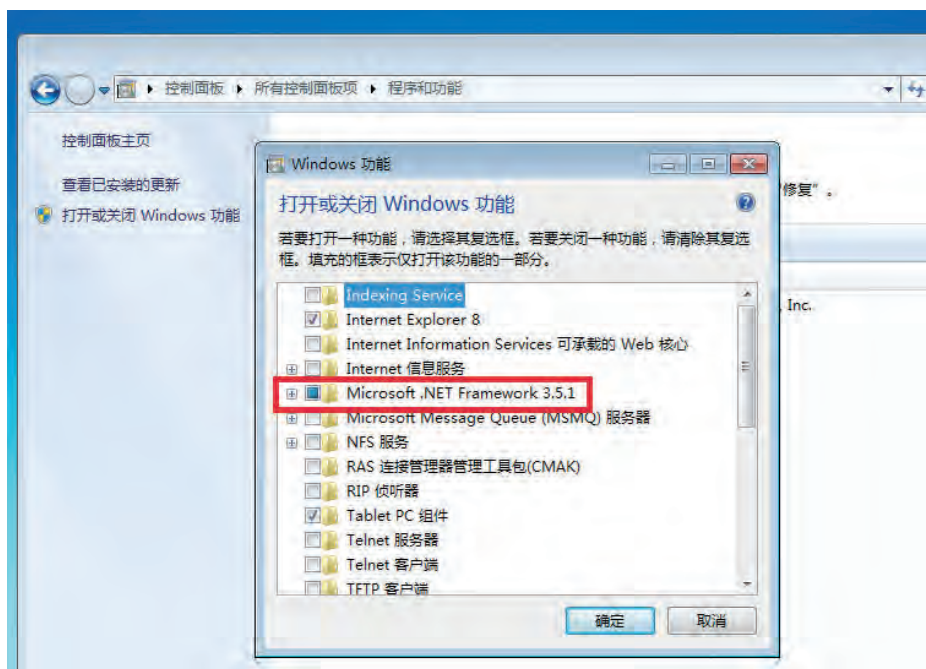 控制面板 所有控制面板项 程序和功能
控制面板主页
查看已安装的更新
打开或关闭 Windows 功能
修复”。
Inc.
Windows 功能
打开或关闭 Windows 功能
若要打开一种功能，请选择其复选框。若要关闭一种功能，请清除其复选
框。填充的框表示仅打开该功能的一部分。
Indexing Service
Internet Explorer 8
Internet Information Services 可承载的 Web 核心
Internet 信息服务
Microsoft .NET Framework 3.5.1
Microsoft Message Queue (MSMQ) 服务器
NFS 服务
RAS 连接管理器管理工具包(CMAK)
RIP 侦听器
Tablet PC 组件
Telnet 服务器
Telnet 客户端
TFTP 客户端
确定 取消